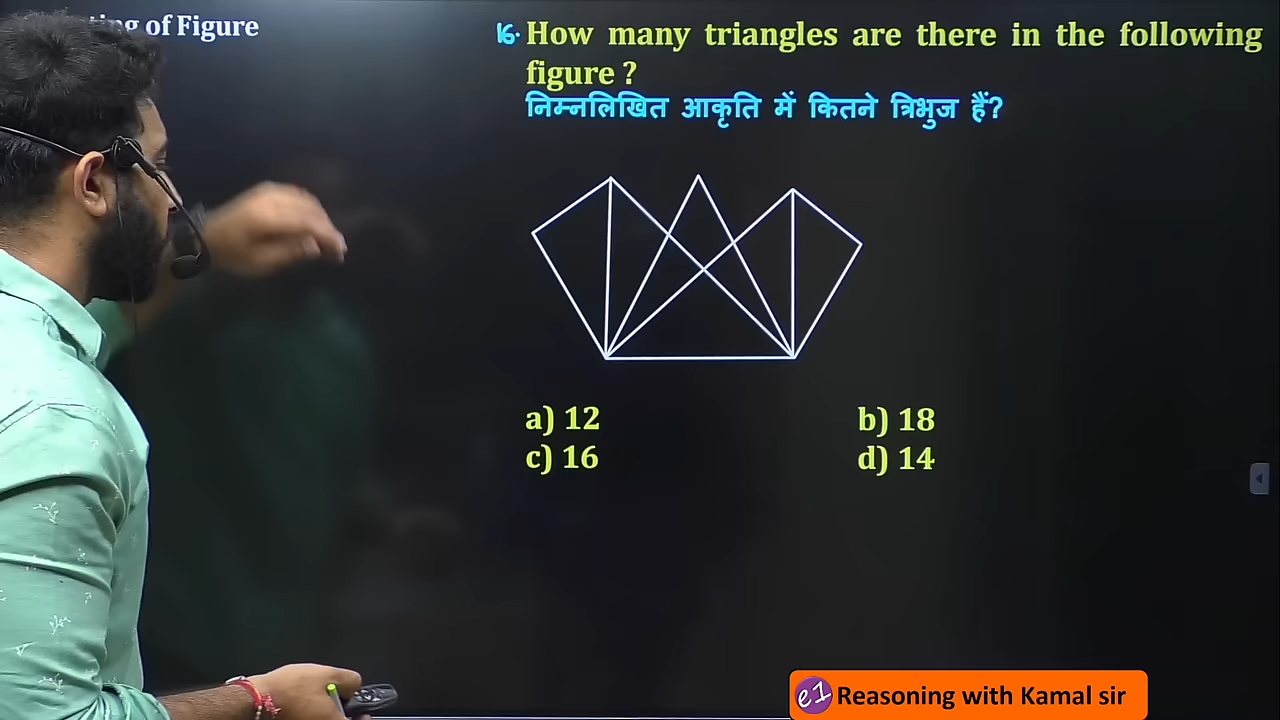 of Figure
16. How many triangles are there in the following
figure ?
निम्नलिखित आकृति में कितने त्रिभुज हैं?
a) 12
b) 18
c) 16
d) 14
e1 Reasoning with Kamal sir